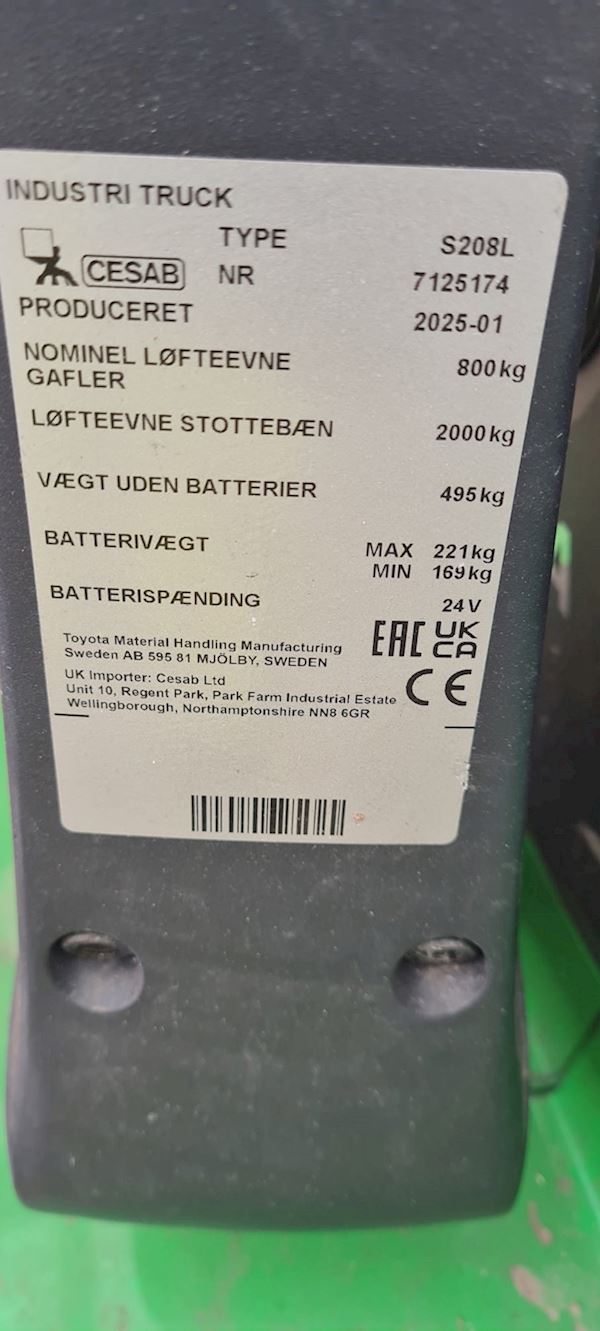 INDUSTRI TRUCK
CESAB
TYPE S208L
NR 7125174
PRODUCERET 2025-01
NOMINEL LØFTEEVNE
GAFLER 800kg
LØFTEEVNE STOTTEBÆN 2000kg
VÆGT UDEN BATTERIER 495kg
BATTERIVÆGT MAX 221kg
MIN 169kg
BATTERISPÆNDING 24V
Toyota Material Handling Manufacturing
Sweden AB 595 81 MJÖLBY, SWEDEN
EAC UK
CA
UK Importer: Cesab Ltd
Unit 10, Regent Park, Park Farm Industrial Estate
Wellingborough, Northamptonshire NN8 6GR
CE